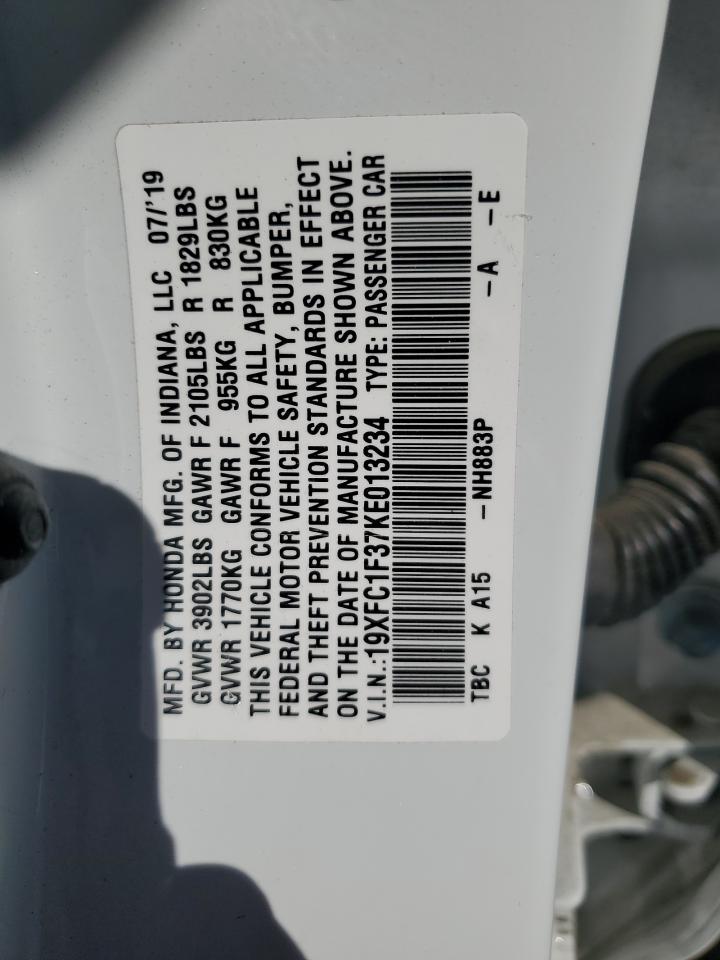 MFD. BY HONDA MFG. OF INDIANA, LLC 07/'19
GVWR 3902LBS GAWR F 2105LBS R 1829LBS
GVWR 1770KG GAWR F 955KG R 830KG
THIS VEHICLE CONFORMS TO ALL APPLICABLE
FEDERAL MOTOR VEHICLE SAFETY, BUMPER,
AND THEFT PREVENTION STANDARDS IN EFFECT
ON THE DATE OF MANUFACTURE SHOWN ABOVE.
V.I.N.:19XFC1F37KE013234 TYPE: PASSENGER CAR
TBC K A15 -NH883P -A -E